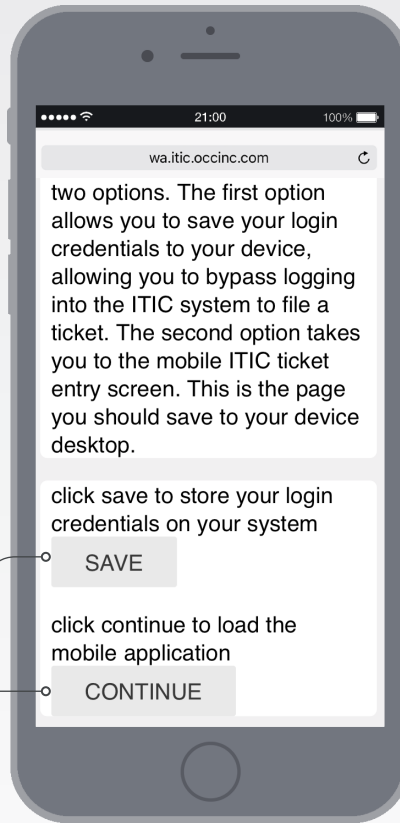 21:00
100%
wa.itic.occinc.com
two options. The first option
allows you to save your login
credentials to your device,
allowing you to bypass logging
into the ITIC system to file a
ticket. The second option takes
you to the mobile ITIC ticket
entry screen. This is the page
you should save to your device
desktop.
click save to store your login
credentials on your system
SAVE
click continue to load the
mobile application
CONTINUE